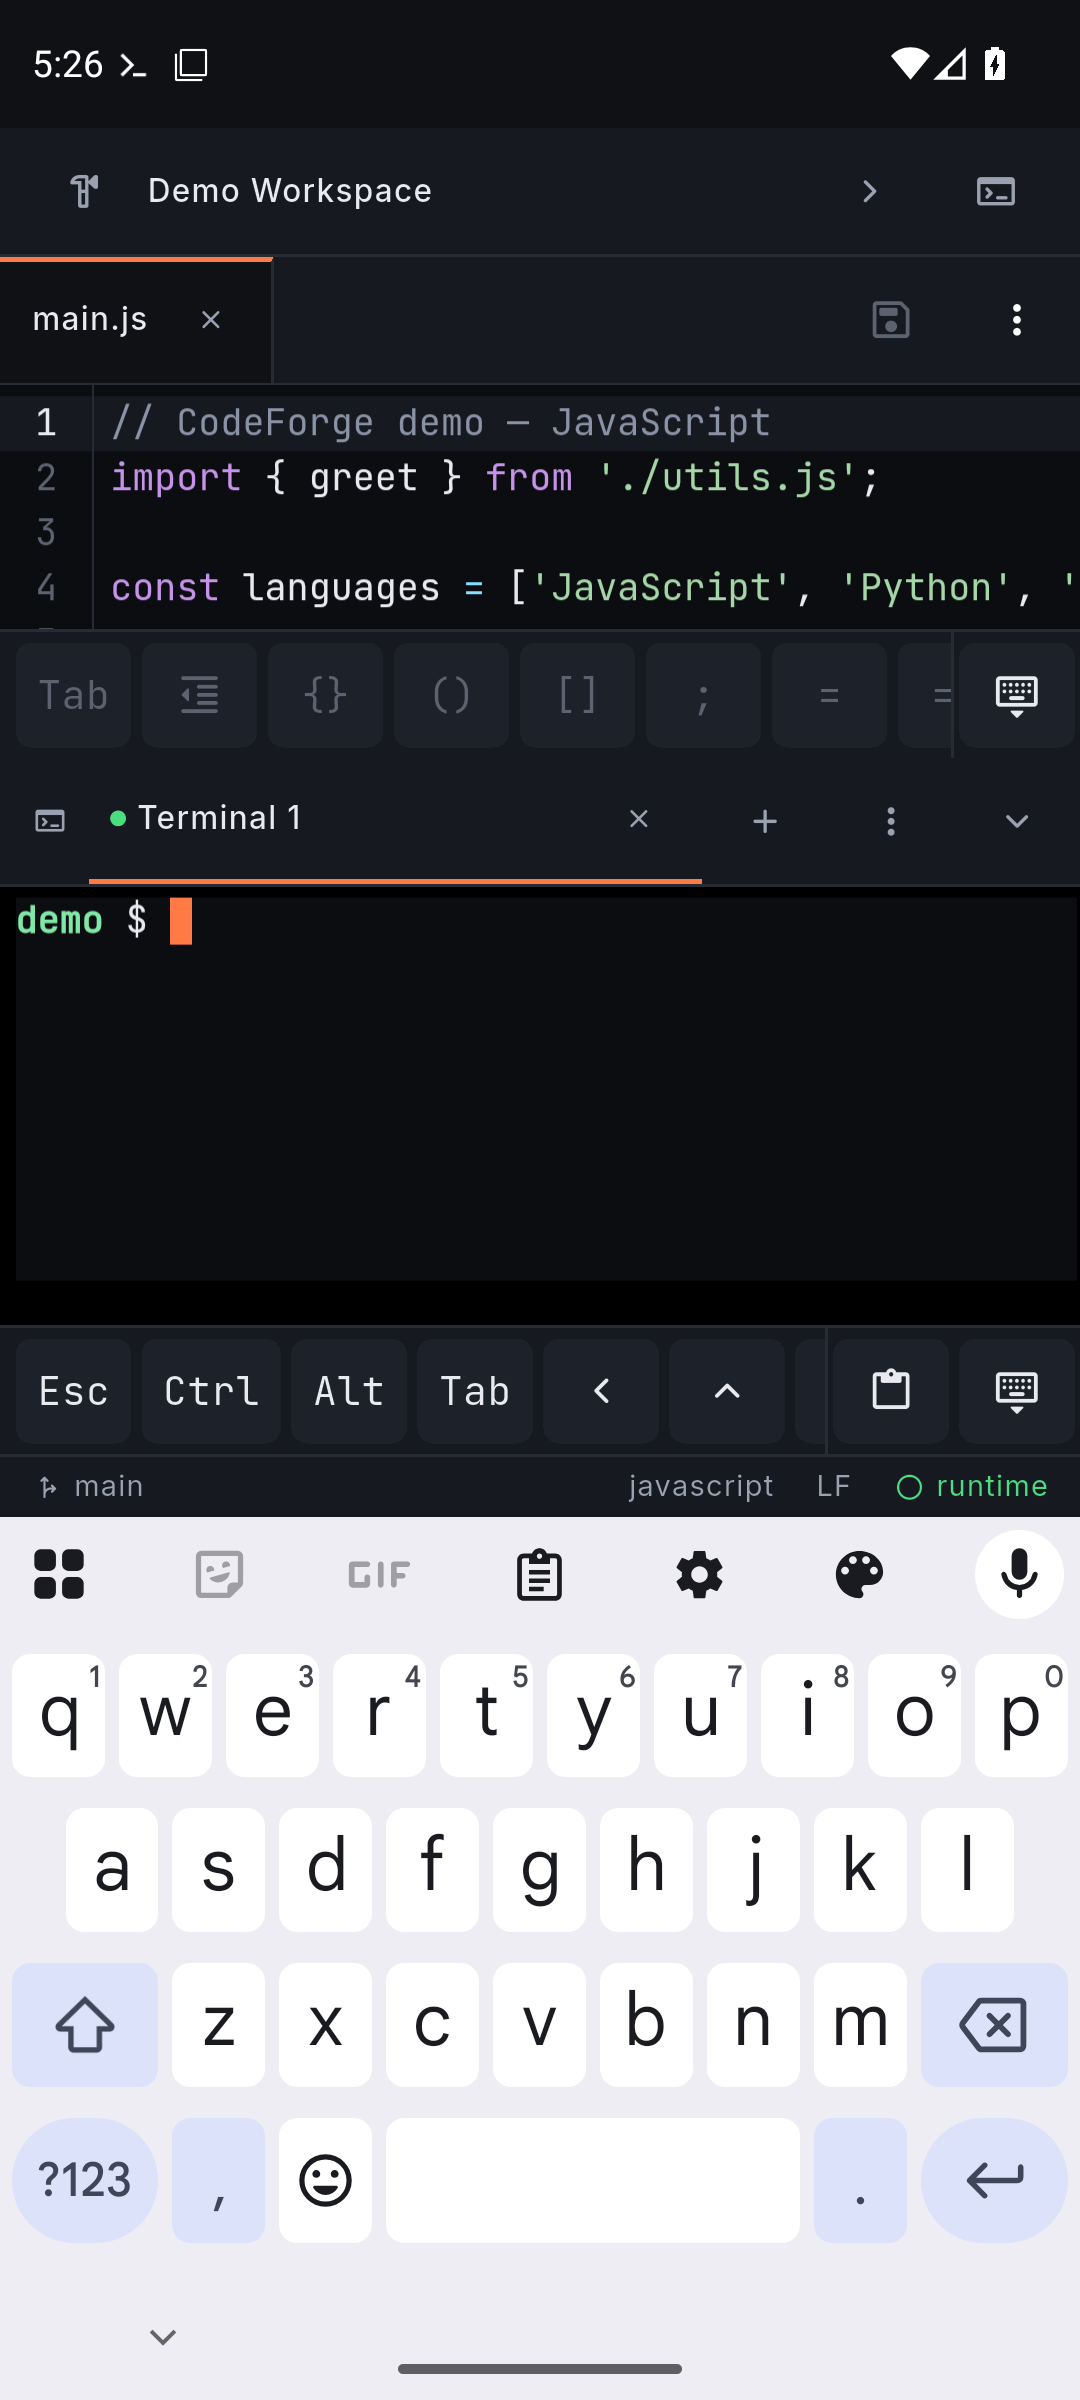 5:26
Demo Workspace
main.js
1 // CodeForge demo — JavaScript
2 import { greet } from './utils.js';
3
4 const languages = ['JavaScript', 'Python', '
Tab {} () [] ; = =
Terminal 1
demo $
Esc Ctrl Alt Tab
main javascript LF runtime
GIF
q 1 w 2 e 3 r 4 t 5 y 6 u 7 i 8 o 9 p 0
a s d f g h j k l
z x c v b n m
?123 , .